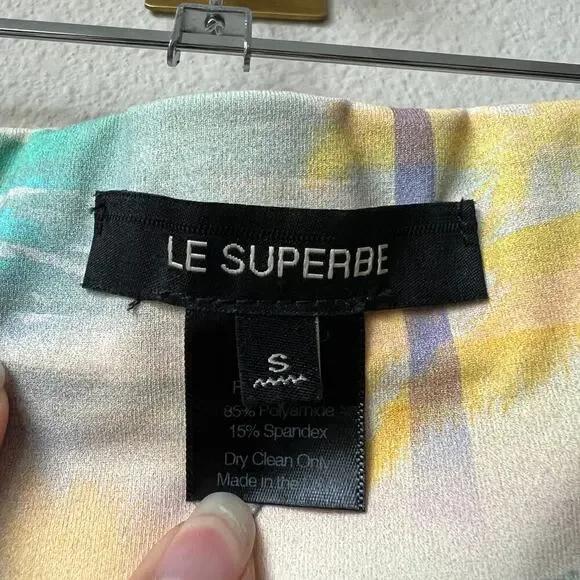 LE SUPERBE
S
85% Polyamide
15% Spandex
Dry Clean Only
Made in the